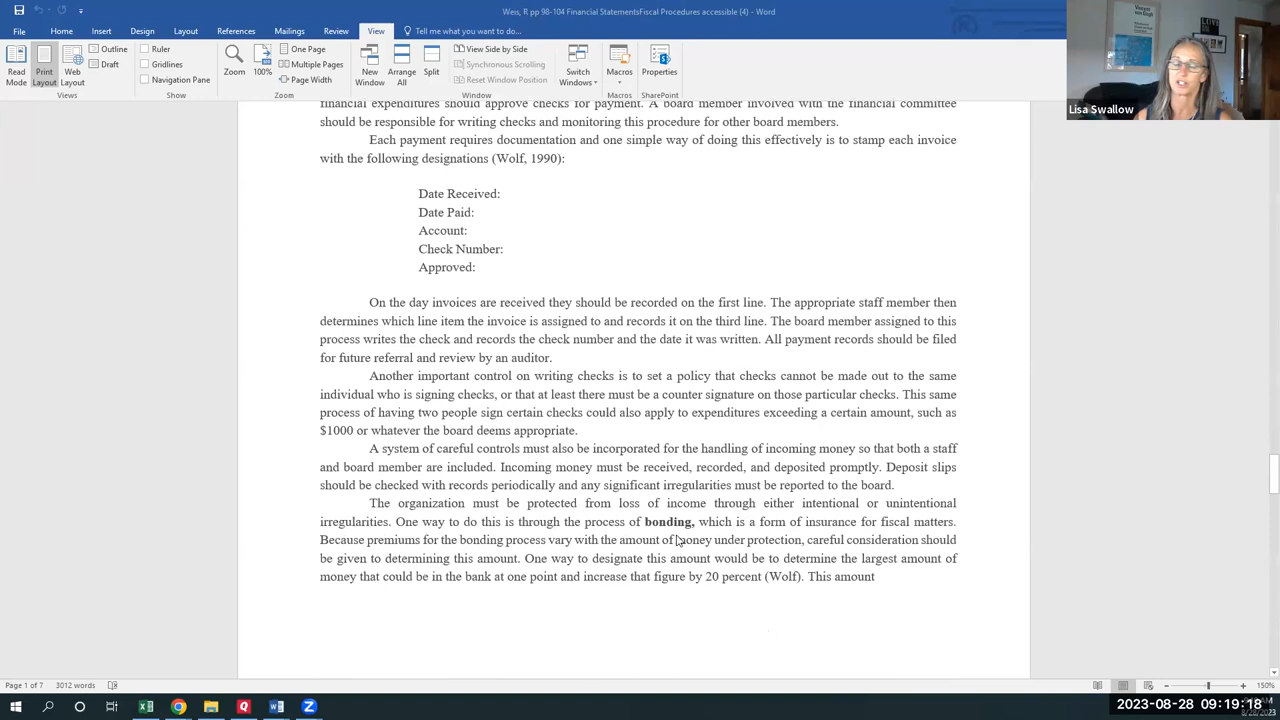 Weis, R pp 98-104 Financial StatementsFiscal Procedures accessible (4) - Word
File Home Insert Design Layout References Mailings Review View Tell me what you want to do...
Read Mode
Print Layout
Web Layout
Outline
Draft
Views
Ruler
Gridlines
Navigation Pane
Show
Zoom
100%
One Page
Multiple Pages
Page Width
Zoom
New Window
Arrange All
Split
View Side by Side
Synchronous Scrolling
Reset Window Position
Window
Switch Windows
Macros
Macros
Properties
SharePoint
Lisa Swallow
Vincent van Gogh
LOVE
financial expenditures should approve checks for payment. A board member involved with the financial committee
should be responsible for writing checks and monitoring this procedure for other board members.
Each payment requires documentation and one simple way of doing this effectively is to stamp each invoice
with the following designations (Wolf, 1990):
Date Received:
Date Paid:
Account:
Check Number:
Approved:
On the day invoices are received they should be recorded on the first line. The appropriate staff member then
determines which line item the invoice is assigned to and records it on the third line. The board member assigned to this
process writes the check and records the check number and the date it was written. All payment records should be filed
for future referral and review by an auditor.
Another important control on writing checks is to set a policy that checks cannot be made out to the same
individual who is signing checks, or that at least there must be a counter signature on those particular checks. This same
process of having two people sign certain checks could also apply to expenditures exceeding a certain amount, such as
$1000 or whatever the board deems appropriate.
A system of careful controls must also be incorporated for the handling of incoming money so that both a staff
and board member are included. Incoming money must be received, recorded, and deposited promptly. Deposit slips
should be checked with records periodically and any significant irregularities must be reported to the board.
The organization must be protected from loss of income through either intentional or unintentional
irregularities. One way to do this is through the process of bonding, which is a form of insurance for fiscal matters.
Because premiums for the bonding process vary with the amount of money under protection, careful consideration should
be given to determining this amount. One way to designate this amount would be to determine the largest amount of
money that could be in the bank at one point and increase that figure by 20 percent (Wolf). This amount
Page 1 of 7 3012 words
150%
2023-08-28 09:19:18
8/28/2023